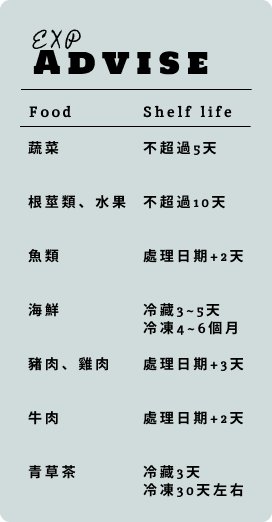 EXP
ADVISE
Food Shelf life
蔬菜 不超過5天
根莖類、水果 不超過10天
魚類 處理日期+2天
海鮮 冷藏3~5天
冷凍4~6個月
豬肉、雞肉 處理日期+3天
牛肉 處理日期+2天
青草茶 冷藏3天
冷凍30天左右